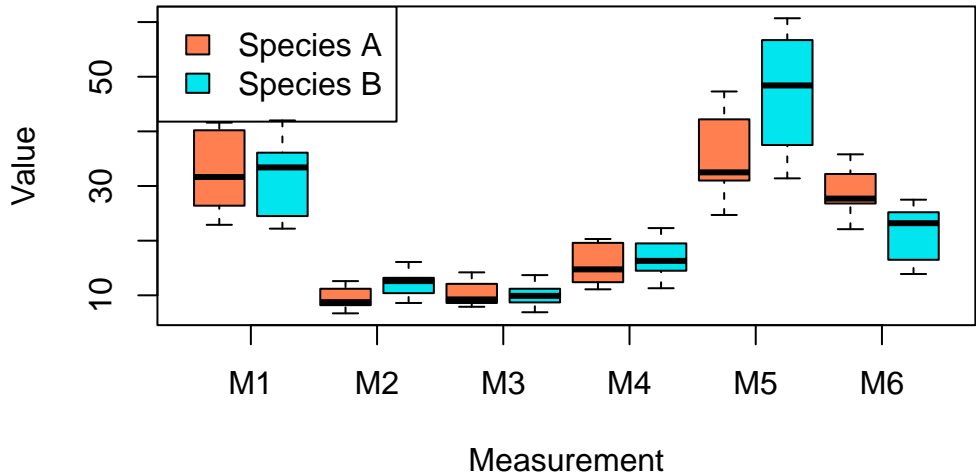 Species A
Species B
Value
50
30
10
M1 M2 M3 M4 M5 M6
Measurement